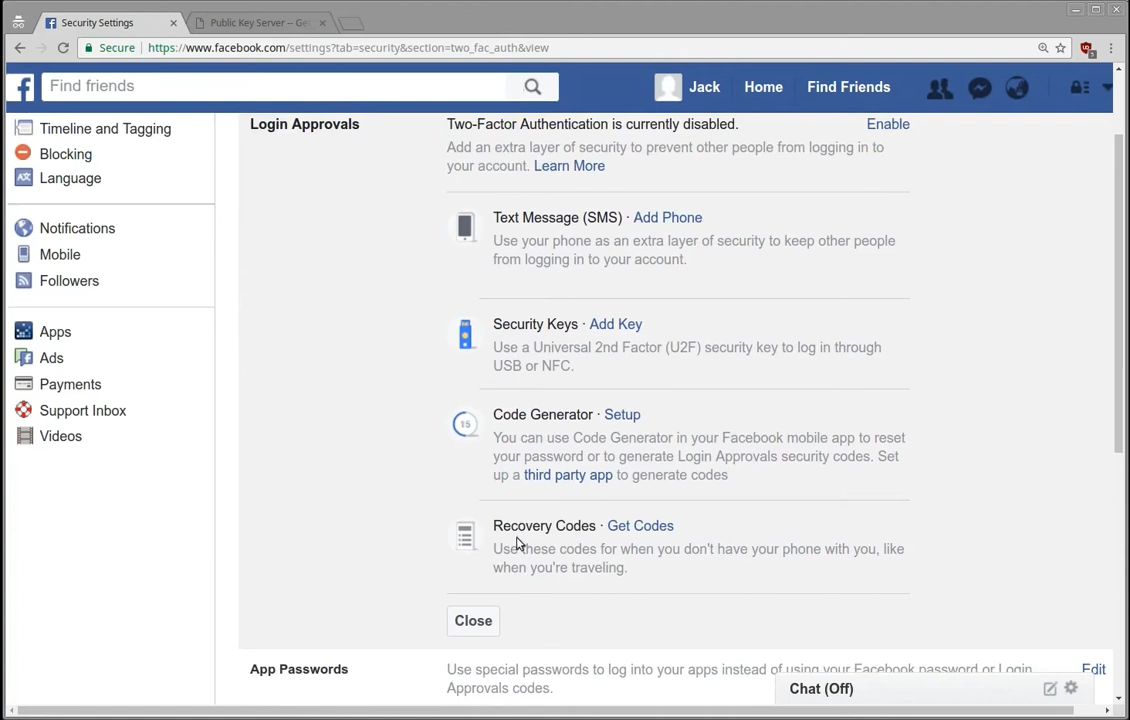 Security Settings
Public Key Server -- Ge
Secure
https://www.facebook.com/settings?tab=security&section=two_fac_auth&view
Find friends
Jack
Home
Find Friends
Timeline and Tagging
Blocking
Language
Notifications
Mobile
Followers
Apps
Ads
Payments
Support Inbox
Videos
Login Approvals
Two-Factor Authentication is currently disabled.
Enable
Add an extra layer of security to prevent other people from logging in to
your account. Learn More
Text Message (SMS) · Add Phone
Use your phone as an extra layer of security to keep other people
from logging in to your account.
Security Keys · Add Key
Use a Universal 2nd Factor (U2F) security key to log in through
USB or NFC.
15
Code Generator · Setup
You can use Code Generator in your Facebook mobile app to reset
your password or to generate Login Approvals security codes. Set
up a third party app to generate codes
Recovery Codes · Get Codes
Use these codes for when you don't have your phone with you, like
when you're traveling.
Close
App Passwords
Use special passwords to log into your apps instead of using your Facebook password or Login
Approvals codes.
Edit
Chat (Off)